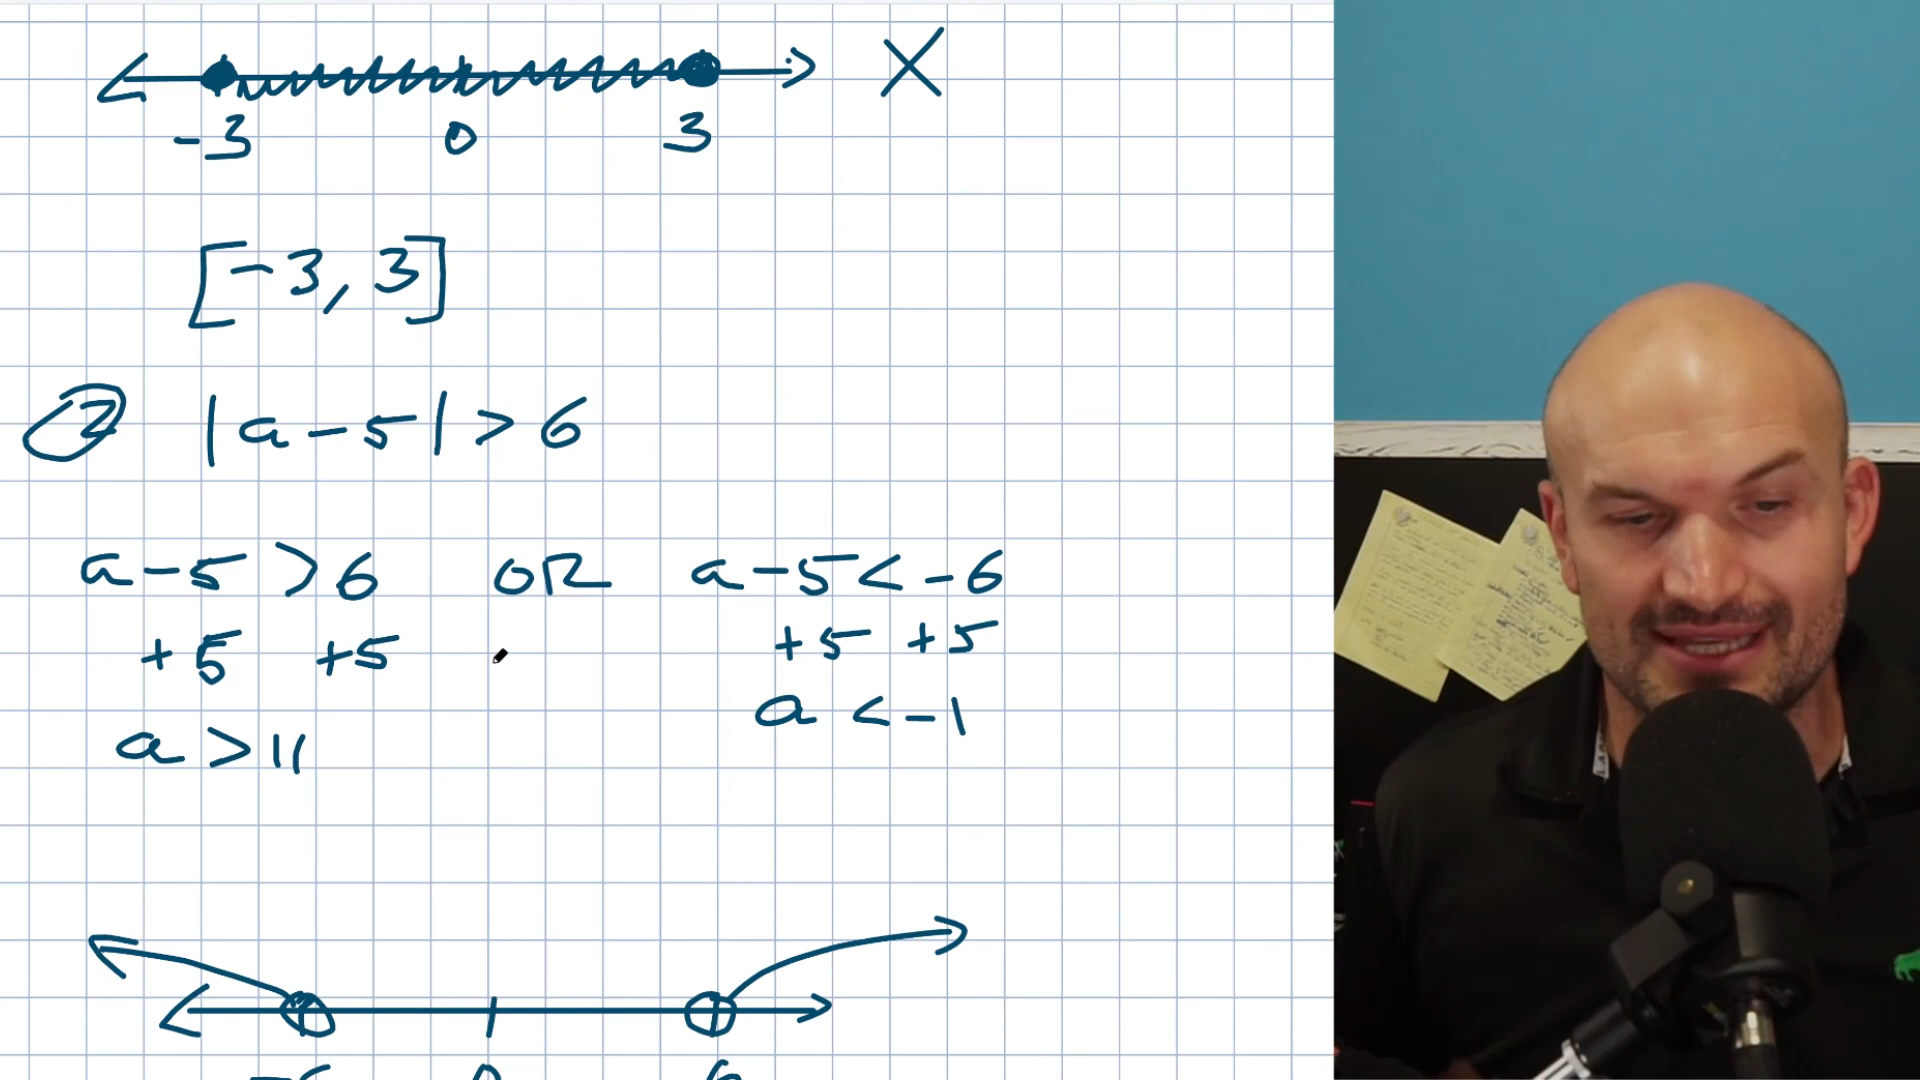 -3 0 3 X
[-3, 3]
2 |a-5| > 6
a-5 > 6 OR a-5 < -6
+5 +5 +5 +5
a > 11 a < -1